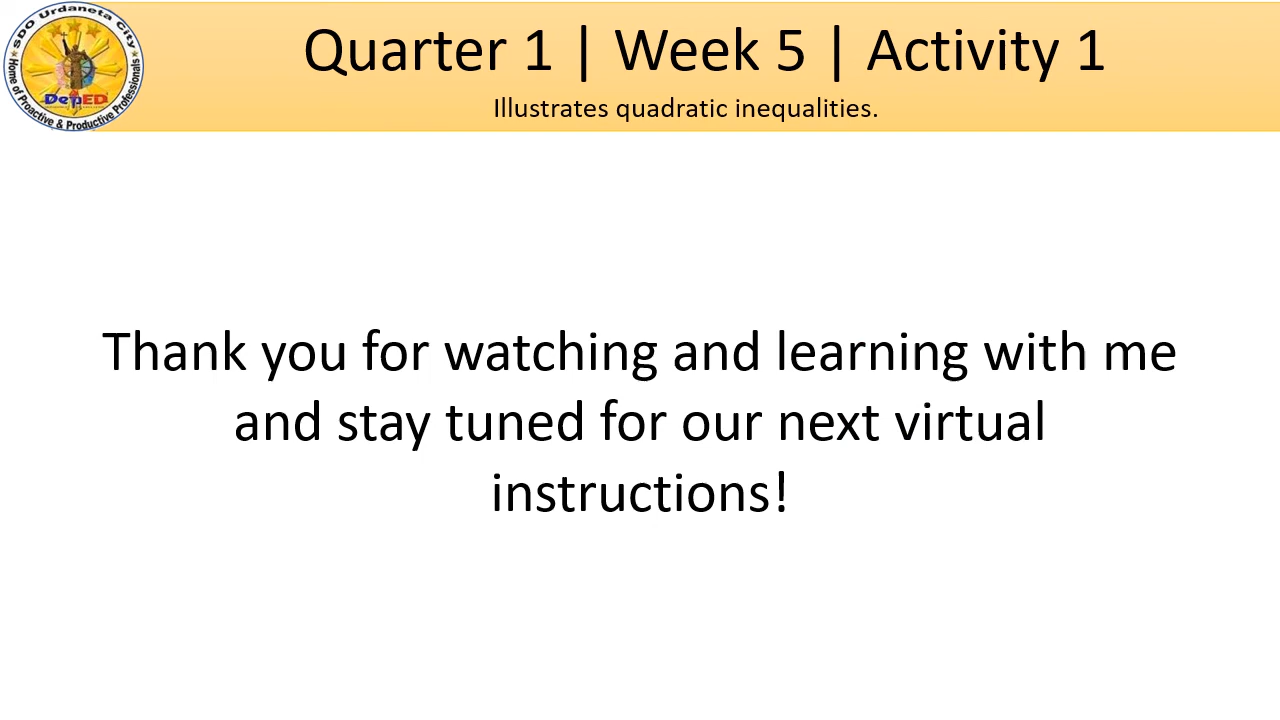 SDO Urdaneta City
Home of Proactive & Productive Professionals
DepED
Quarter 1 | Week 5 | Activity 1
Illustrates quadratic inequalities.
Thank you for watching and learning with me
and stay tuned for our next virtual
instructions!